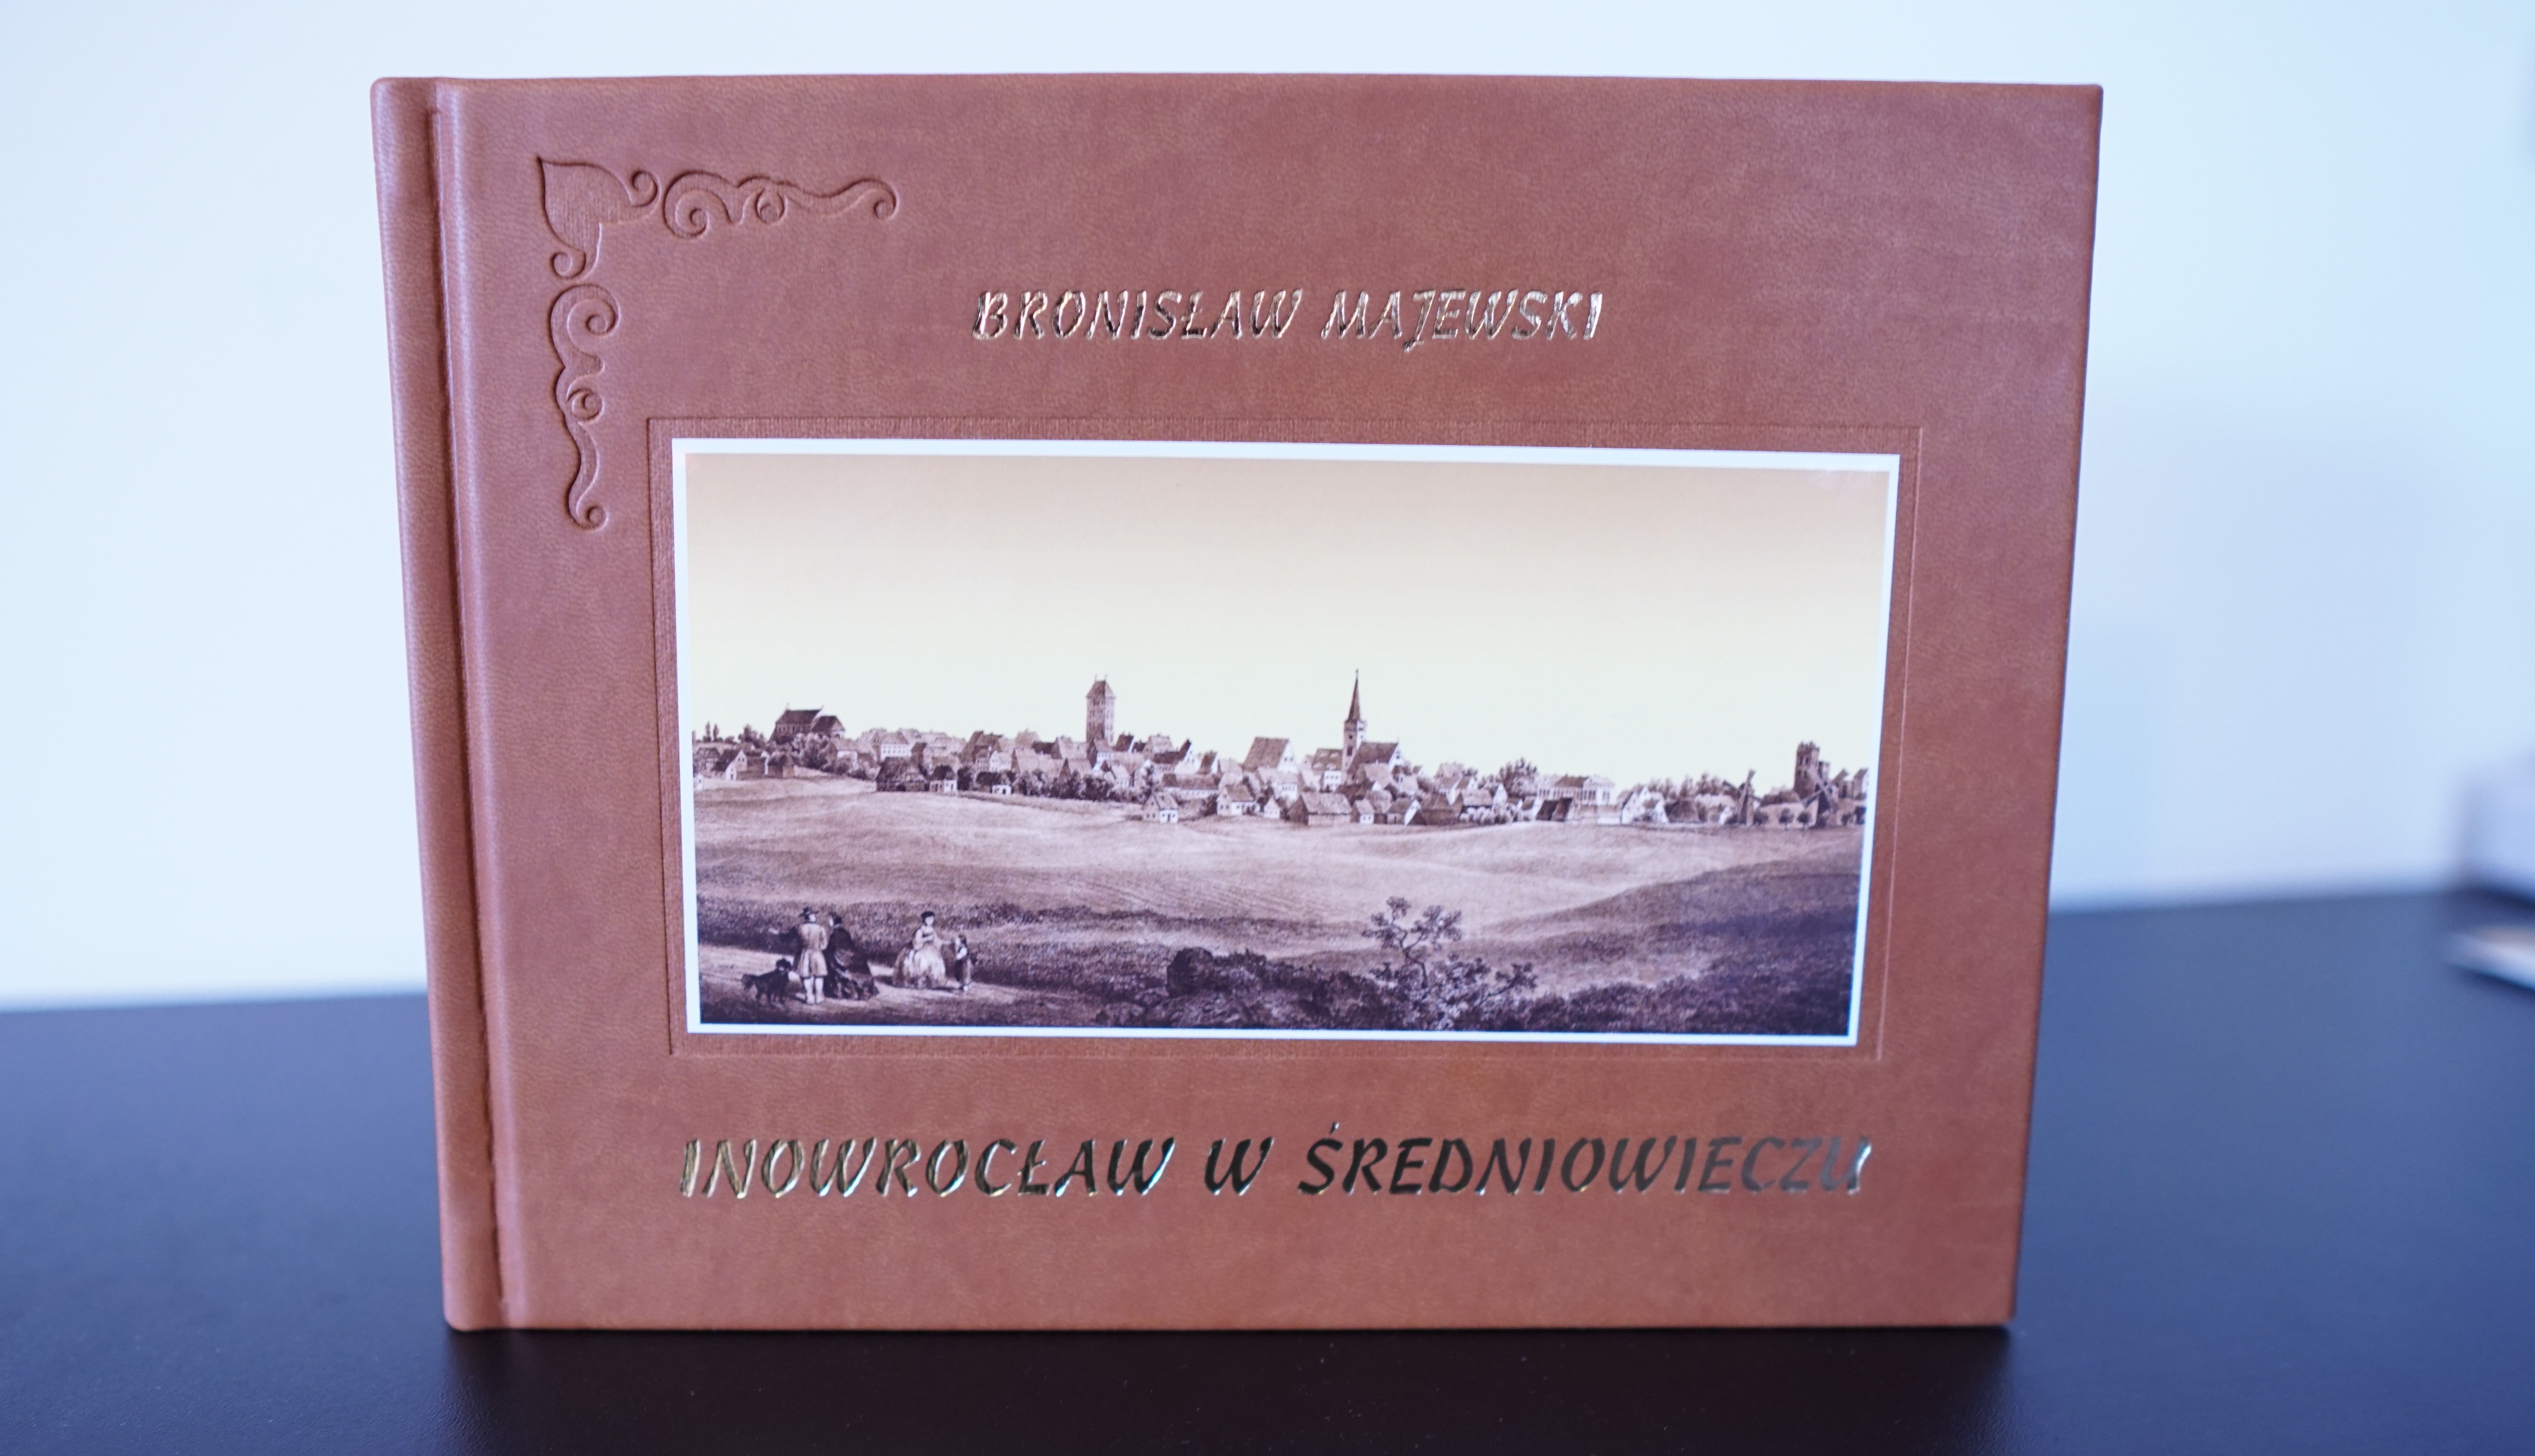 BRONISŁAW MAJEWSKI
INOWROCŁAW W ŚREDNIOWIECZU